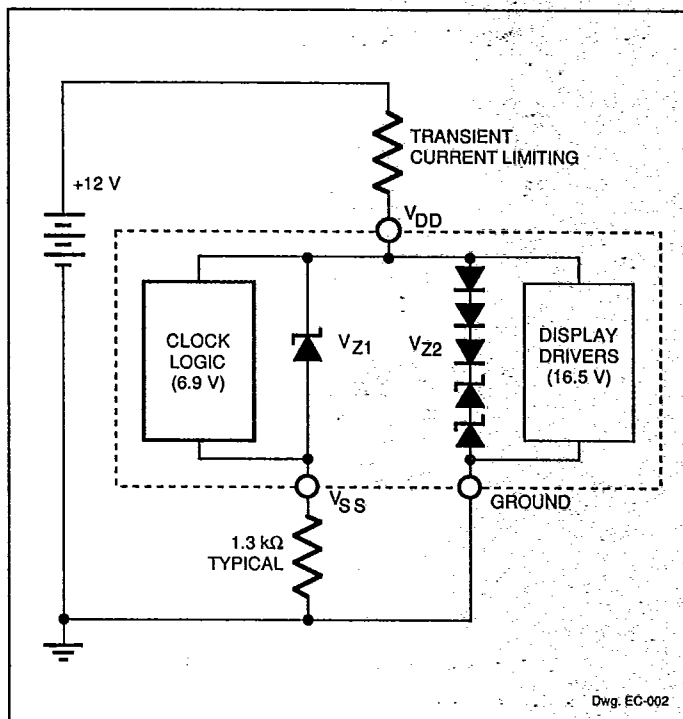 TRANSIENT
CURRENT LIMITING
+12 V
VDD
CLOCK
LOGIC
(6.9 V)
VZ1
VZ2
DISPLAY
DRIVERS
(16.5 V)
VSS
GROUND
1.3 kΩ
TYPICAL
Dwg. EC-002